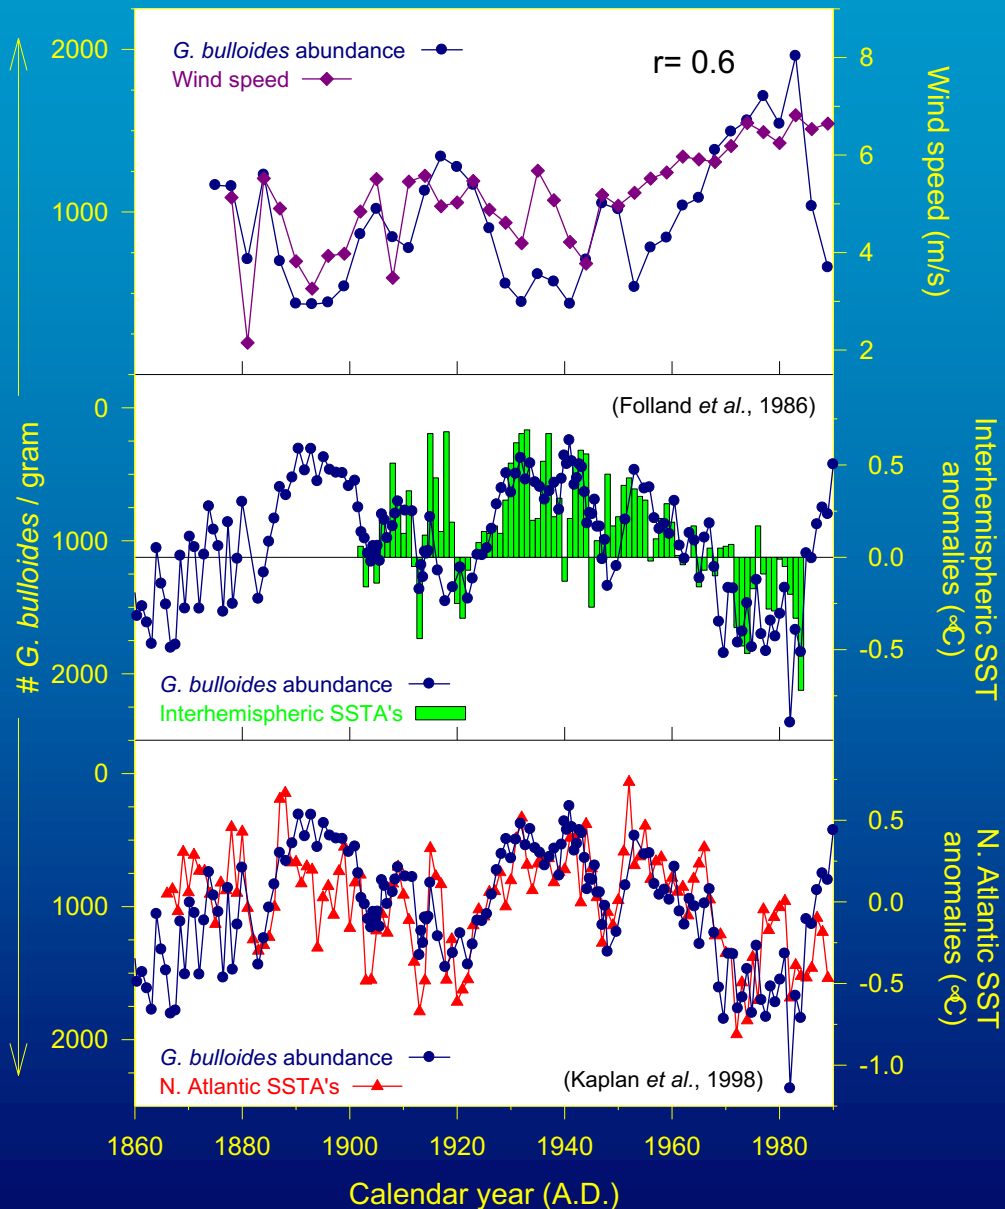 G. bulloides abundance
Wind speed
r= 0.6
2000
1000
8
6
4
2
Wind speed (m/s)
(Folland et al., 1986)
0
1000
2000
0.5
0.0
-0.5
Interhemispheric SST
anomalies (°C)
G. bulloides abundance
Interhemispheric SSTA's
# G. bulloides / gram
0
1000
2000
0.5
0.0
-0.5
-1.0
N. Atlantic SST
anomalies (°C)
G. bulloides abundance
N. Atlantic SSTA's
(Kaplan et al., 1998)
1860 1880 1900 1920 1940 1960 1980
Calendar year (A.D.)